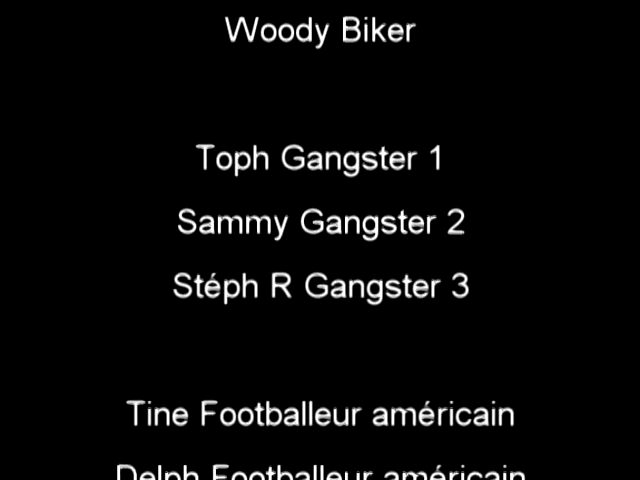 Woody Biker
Toph Gangster 1
Sammy Gangster 2
Stéph R Gangster 3
Tine Footballeur américain
Delph Footballeur américain